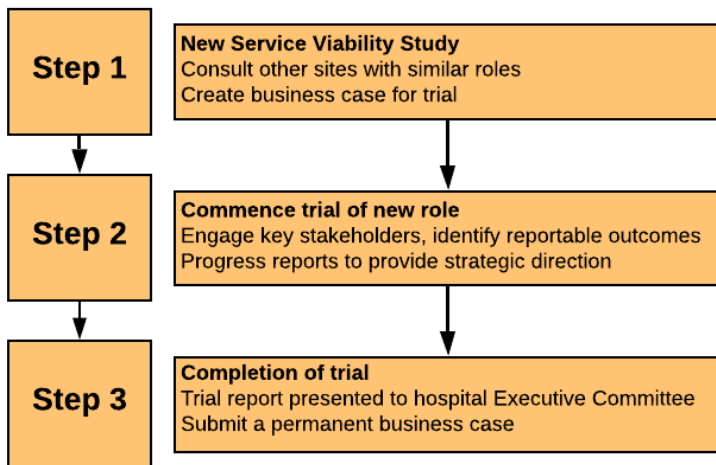 Step 1
New Service Viability Study
Consult other sites with similar roles
Create business case for trial
Step 2
Commence trial of new role
Engage key stakeholders, identify reportable outcomes
Progress reports to provide strategic direction
Step 3
Completion of trial
Trial report presented to hospital Executive Committee
Submit a permanent business case